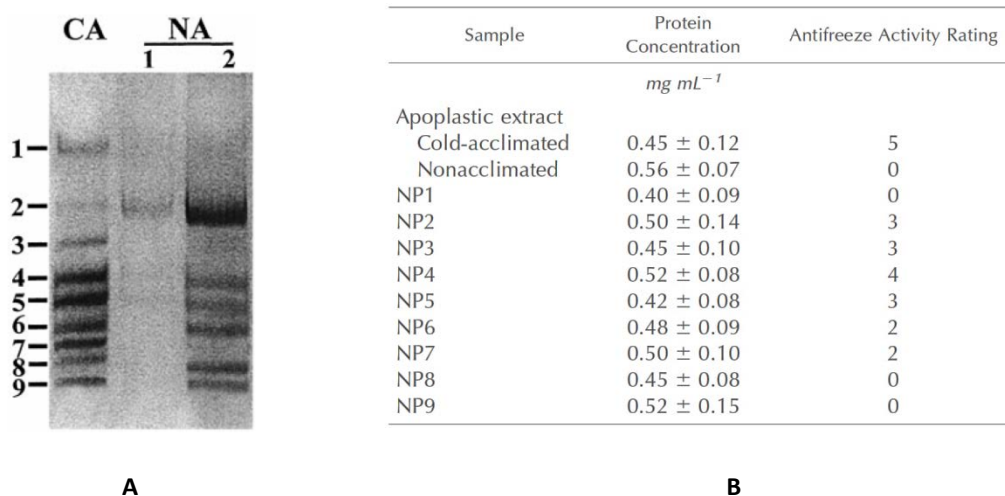 CA NA
1 2
1
2
3
4
5
6
7
8
9
A
Sample Protein Concentration Antifreeze Activity Rating
mg mL⁻¹
Apoplastic extract
Cold-acclimated 0.45 ± 0.12 5
Nonacclimated 0.56 ± 0.07 0
NP1 0.40 ± 0.09 0
NP2 0.50 ± 0.14 3
NP3 0.45 ± 0.10 3
NP4 0.52 ± 0.08 4
NP5 0.42 ± 0.08 3
NP6 0.48 ± 0.09 2
NP7 0.50 ± 0.10 2
NP8 0.45 ± 0.08 0
NP9 0.52 ± 0.15 0
B